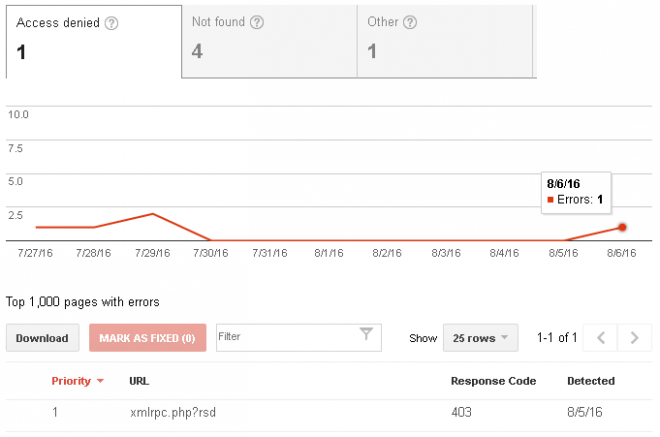 Access denied ?
1
Not found ?
4
Other ?
1
10.0
7.5
5.0
2.5
8/6/16
Errors: 1
7/27/16 7/28/16 7/29/16 7/30/16 7/31/16 8/1/16 8/2/16 8/3/16 8/4/16 8/5/16 8/6/16
Top 1,000 pages with errors
Download MARK AS FIXED (0) Filter Show 25 rows 1-1 of 1
Priority URL Response Code Detected
1 xmlrpc.php?rsd 403 8/5/16